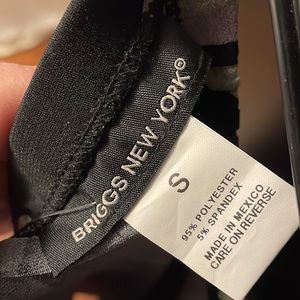 BRIGGS NEW YORK®
S
95% POLYESTER
5% SPANDEX
MADE IN MEXICO
CARE ON REVERSE